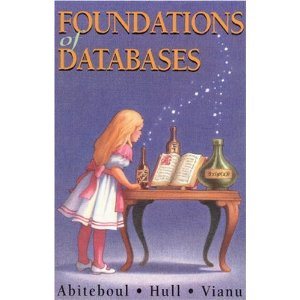 FOUNDATIONS
of
DATABASES
Abiteboul • Hull • Vianu